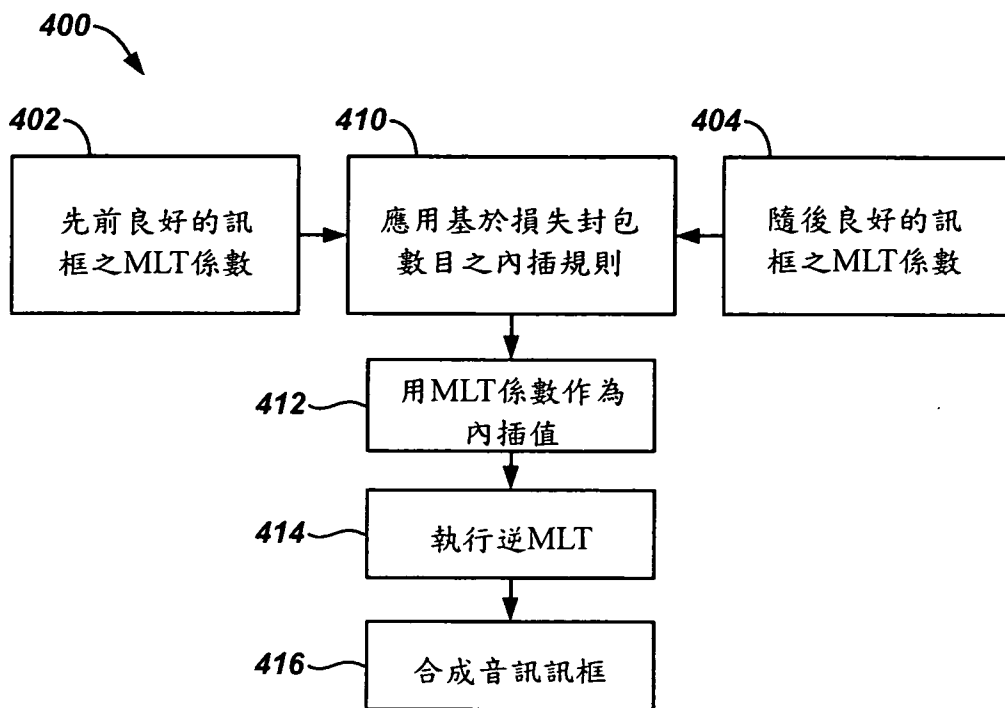 400
402
410
404
先前良好的訊
框之MLT係數
應用基於損失封包
數目之內插規則
隨後良好的訊
框之MLT係數
412
用MLT係數作為
內插值
414
執行逆MLT
416
合成音訊訊框